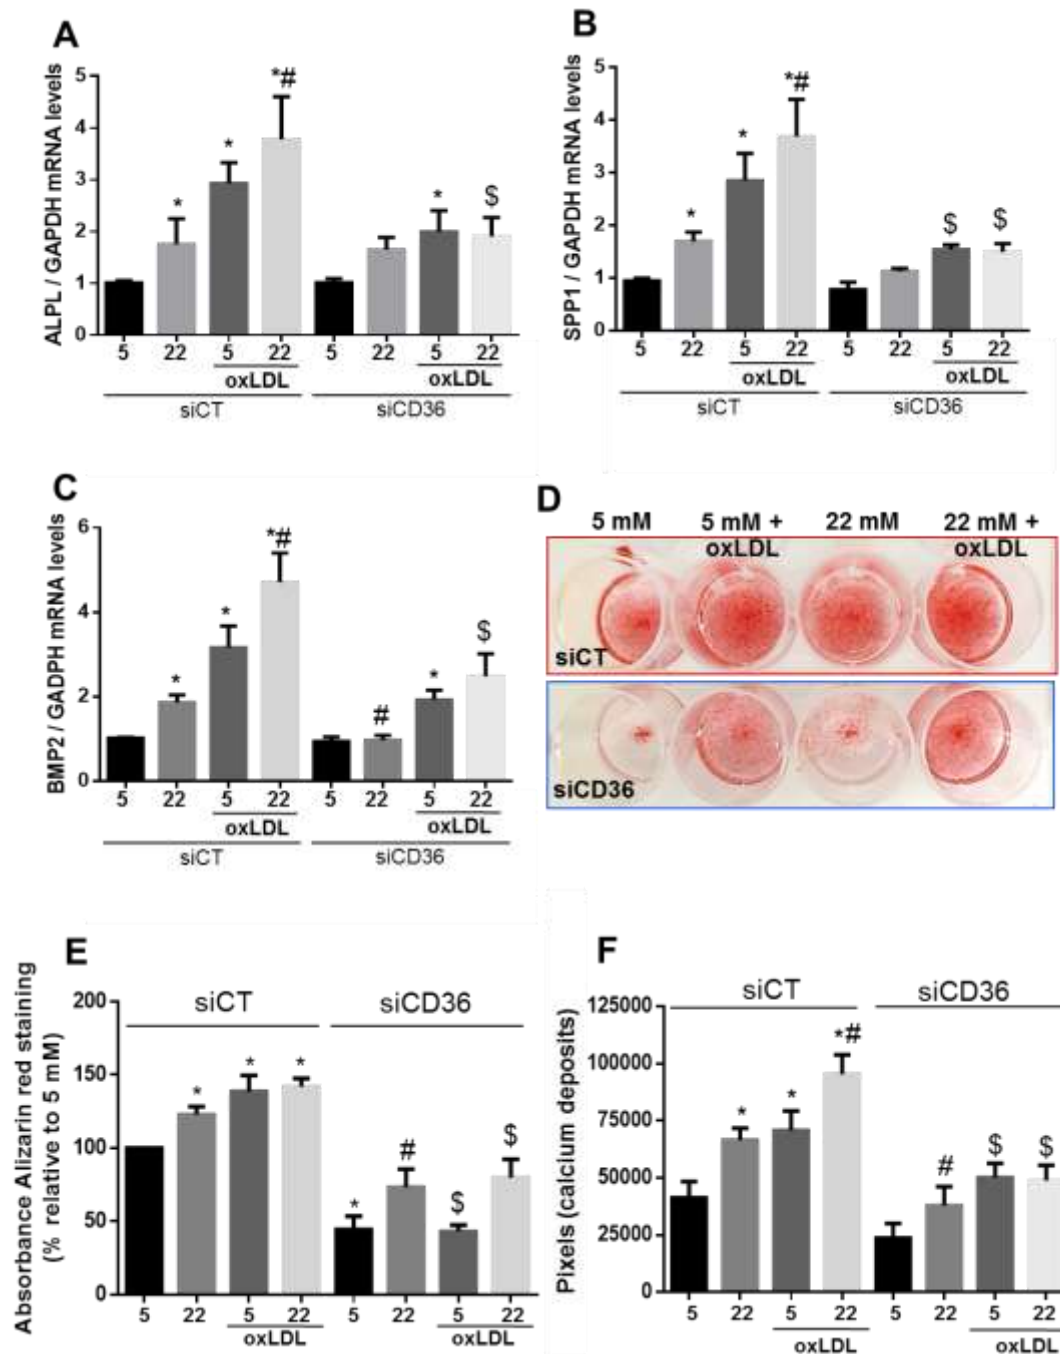 A
ALPL / GAPDH mRNA levels
5
4
3
2
1
0
*
*
*#
*
$
5 22 5 22 5 22 5 22
oxLDL oxLDL
siCT siCD36
B
SPP1 / GAPDH mRNA levels
5
4
3
2
1
0
*
*
*#
$
$
5 22 5 22 5 22 5 22
oxLDL oxLDL
siCT siCD36
C
BMP2 / GADPH mRNA levels
6
4
2
0
*
*
*#
#
*
$
5 22 5 22 5 22 5 22
oxLDL oxLDL
siCT siCD36
D
5 mM 5 mM + 22 mM 22 mM +
oxLDL oxLDL
siCT
siCD36
E
Absorbance Alizarin red staining
(% relative to 5 mM)
siCT siCD36
200
150
100
50
0
*
*
*
*
#
$
$
5 22 5 22 5 22 5 22
oxLDL oxLDL
F
Pixels (calcium deposits)
siCT siCD36
125000
100000
75000
50000
25000
0
*
*
*#
#
$
$
5 22 5 22 5 22 5 22
oxLDL oxLDL